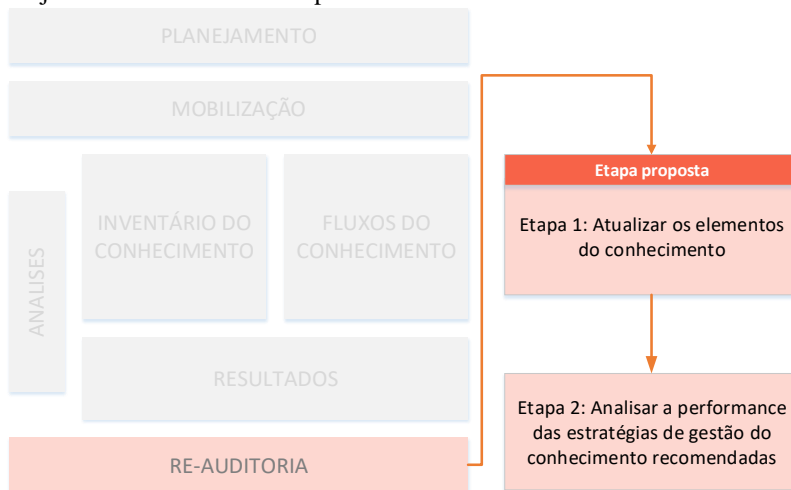 PLANEJAMENTO
MOBILIZAÇÃO
ANALISES
INVENTÁRIO DO
CONHECIMENTO
FLUXOS DO
CONHECIMENTO
RESULTADOS
RE-AUDITORIA
Etapa proposta
Etapa 1: Atualizar os elementos
do conhecimento
Etapa 2: Analisar a performance
das estratégias de gestão do
conhecimento recomendadas